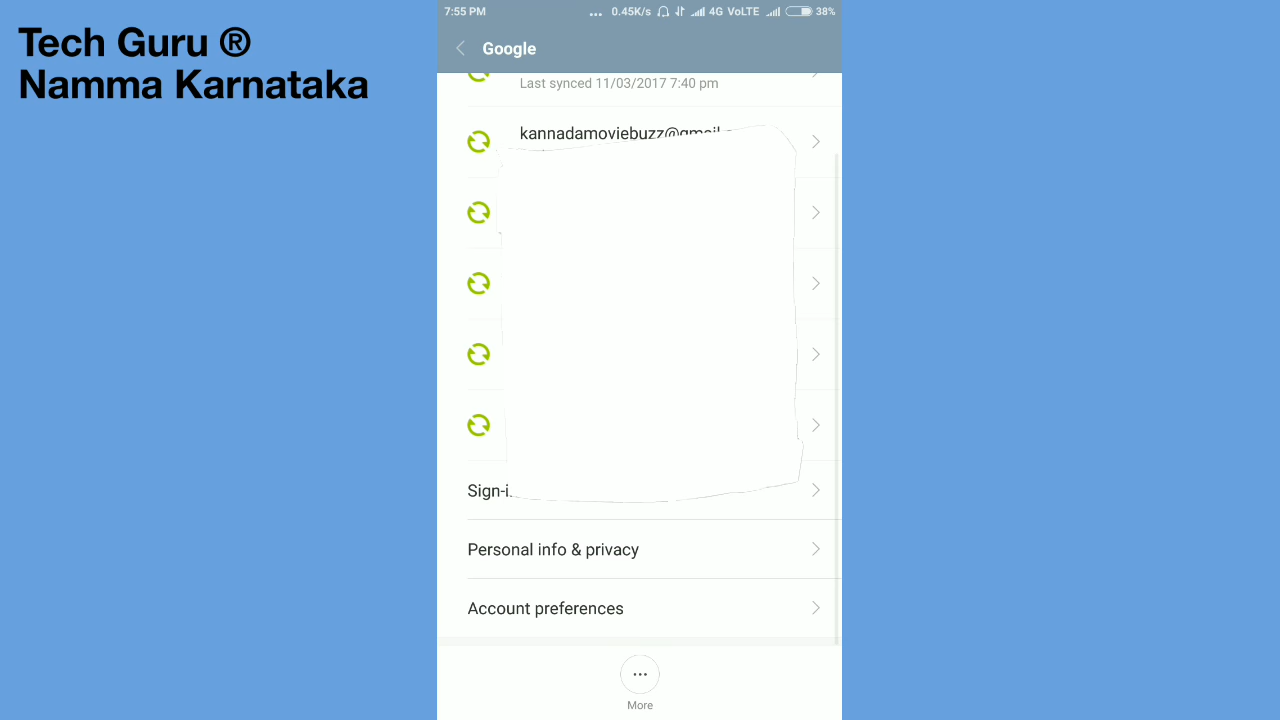 Tech Guru ®
Namma Karnataka
7:55 PM ... 0.45K/s 4G VoLTE 38%
Google
Last synced 11/03/2017 7:40 pm
kannadamoviebuzz@gmail
Personal info & privacy
Account preferences
More